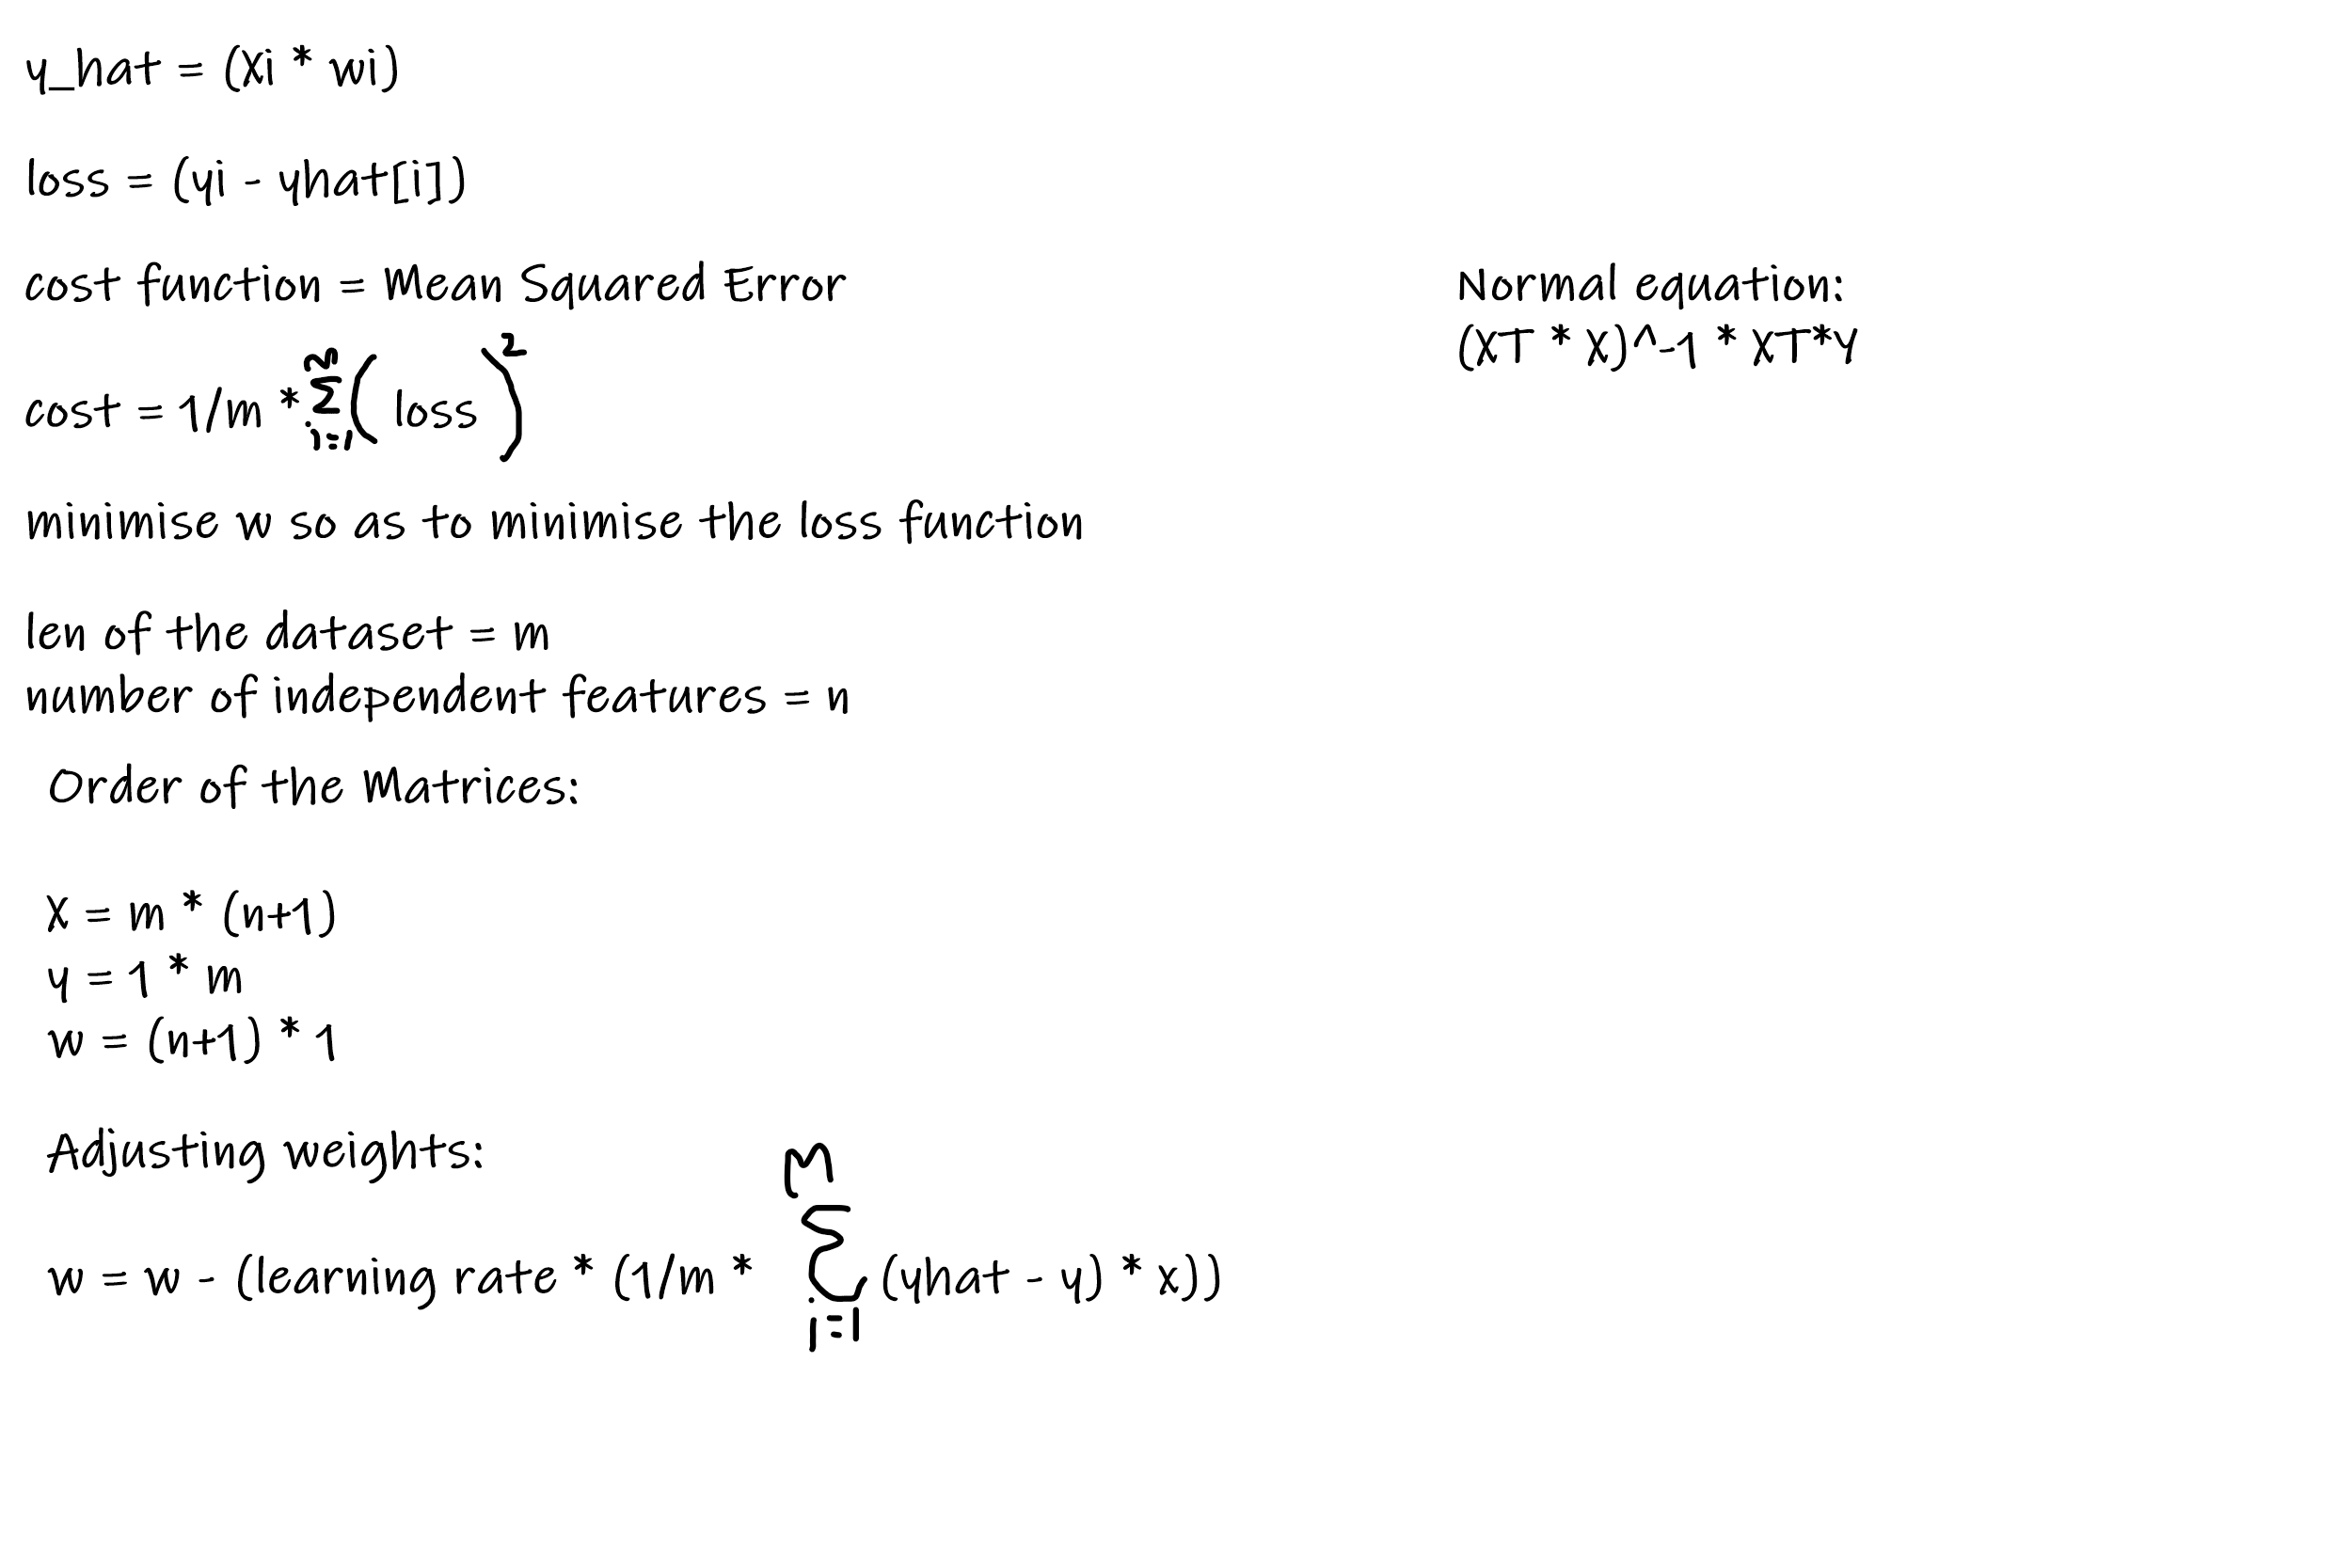 y_hat = (Xi * wi)
loss = (yi - yhat[i])
cost function = Mean Squared Error
cost = 1/m * m Σ i=1 (loss)²
minimise w so as to minimise the loss function
len of the dataset = m
number of independent features = n
Order of the Matrices:
X = m * (n+1)
y = 1 * m
w = (n+1) * 1
Adjusting weights:
w = w - (learning rate * (1/m * M Σ i=1 (yhat - y) * x))
Normal equation:
(XT * X)^-1 * XT*Y